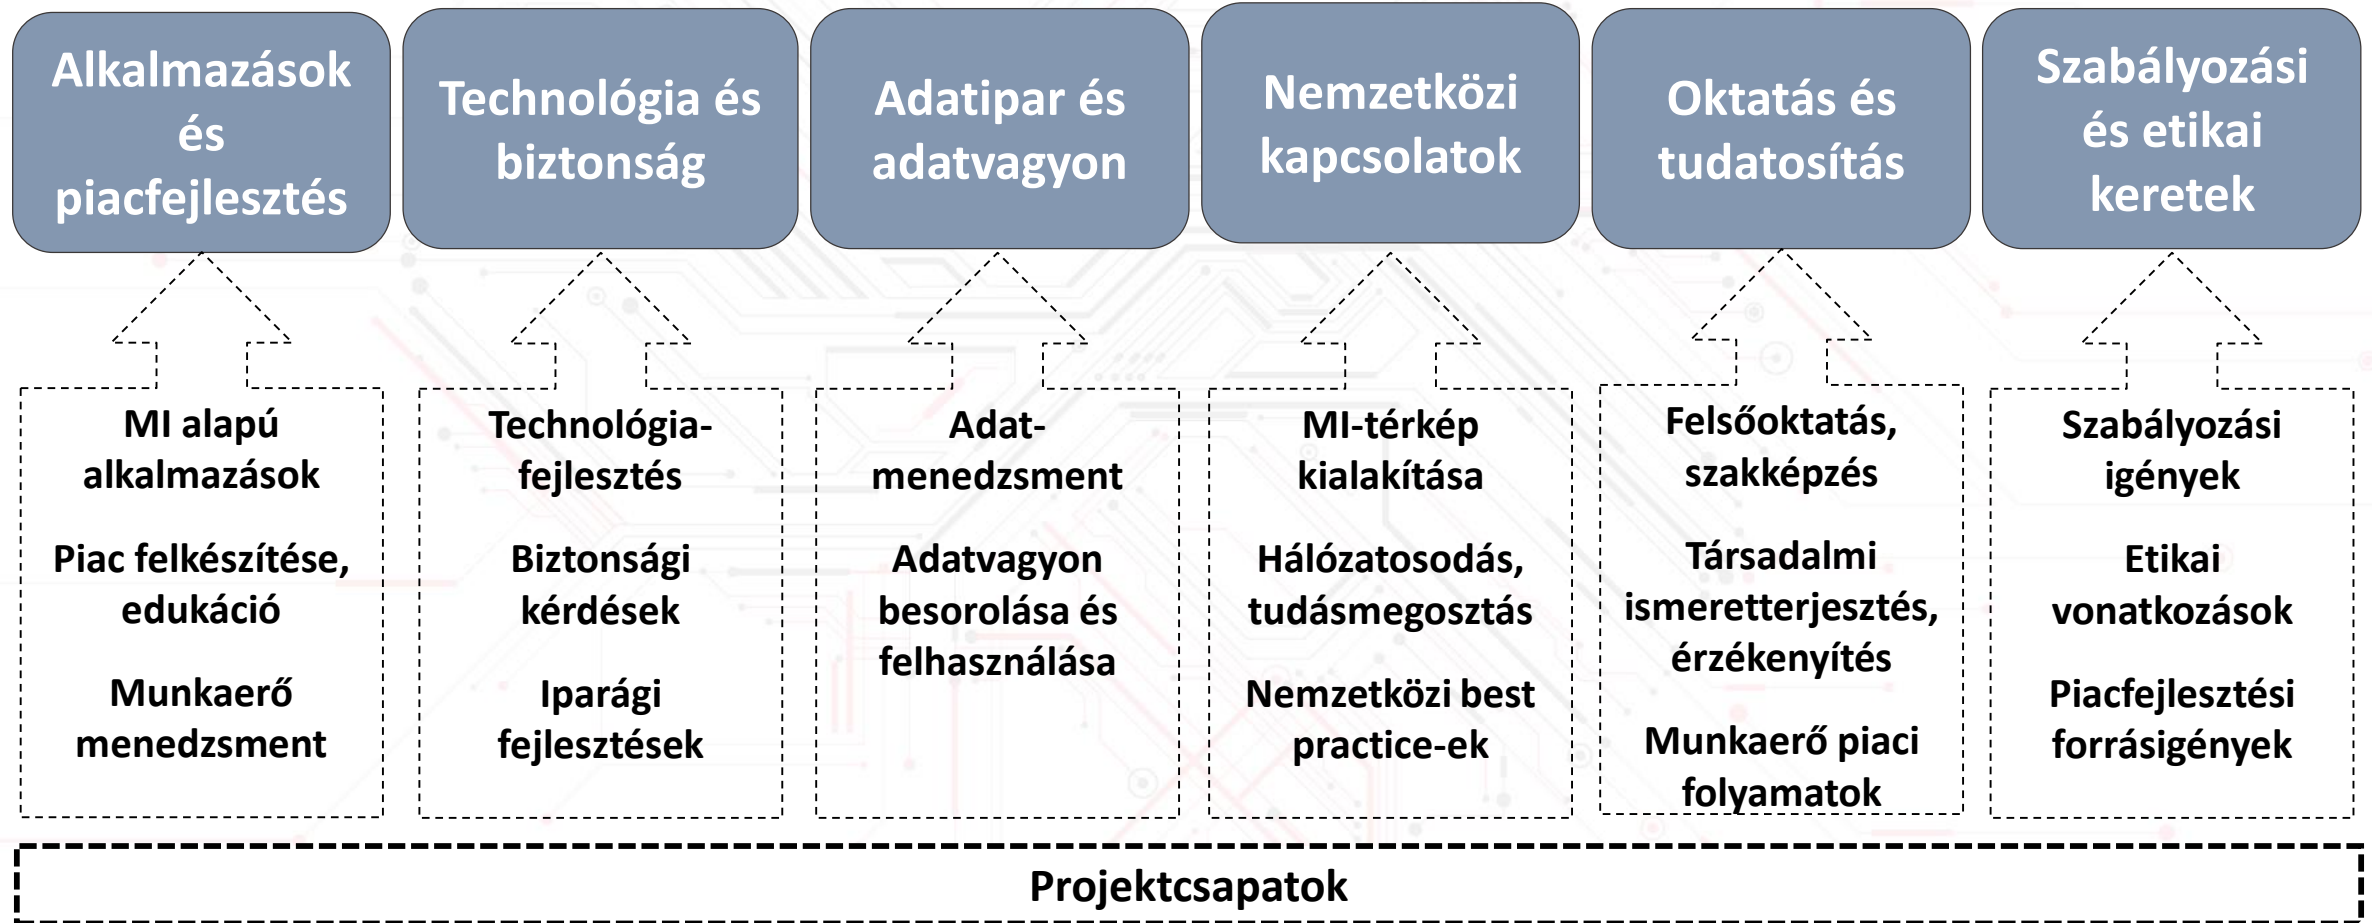 Alkalmazások
és
piacfejlesztés
Technológia és
biztonság
Adatipar és
adatvagyon
Nemzetközi
kapcsolatok
Oktatás és
tudatosítás
Szabályozási
és etikai
keretek
MI alapú
alkalmazások
Piac felkészítése,
edukáció
Munkaerő
menedzsment
Technológia-
fejlesztés
Biztonsági
kérdések
Iparági
fejlesztések
Adat-
menedzsment
Adatvagyon
besorolása és
felhasználása
MI-térkép
kialakítása
Hálózatosodás,
tudásmegosztás
Nemzetközi best
practice-ek
Felsőoktatás,
szakképzés
Társadalmi
ismeretterjesztés,
érzékenyítés
Munkaerő piaci
folyamatok
Szabályozási
igények
Etikai
vonatkozások
Piacfejlesztési
forrásigények
Projektcsapatok